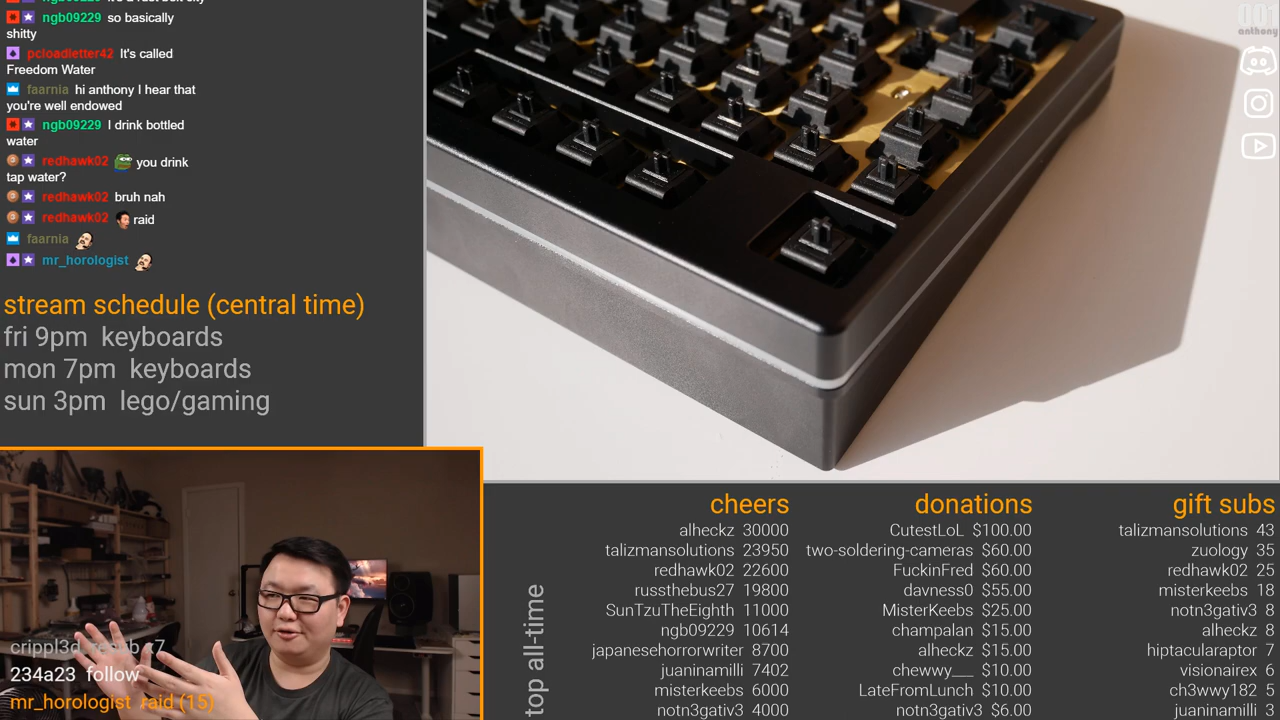 ngb09229 so basically
shitty
pcloadletter42 It's called
Freedom Water
faarnia hi anthony I hear that
you're well endowed
ngb09229 I drink bottled
water
redhawk02 you drink
tap water?
redhawk02 bruh nah
redhawk02 raid
faarnia
mr_horologist
stream schedule (central time)
fri 9pm keyboards
mon 7pm keyboards
sun 3pm lego/gaming
001
anthony
234a23 follow
mr_horologist raid (15)
top all-time
cheers
alheckz 30000
talizmansolutions 23950
redhawk02 22600
russthebus27 19800
SunTzuTheEighth 11000
ngb09229 10614
japanesehorrorwriter 8700
juaninamilli 7402
misterkeebs 6000
notn3gativ3 4000
donations
CutestLoL $100.00
two-soldering-cameras $60.00
FuckinFred $60.00
davness0 $55.00
MisterKeebs $25.00
champalan $15.00
alheckz $15.00
chewwy___ $10.00
LateFromLunch $10.00
notn3gativ3 $6.00
gift subs
talizmansolutions 43
zuology 35
redhawk02 25
misterkeebs 18
notn3gativ3 8
alheckz 8
hiptacularaptor 7
visionairex 6
ch3wwy182 5
juaninamilli 3